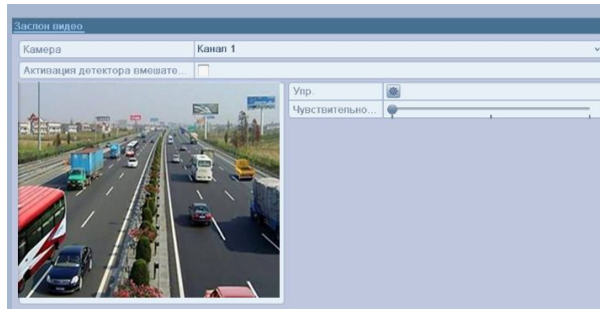 Заслон видео
Камера Канал 1
Активация детектора вмешате...
Упр.
Чувствительно...